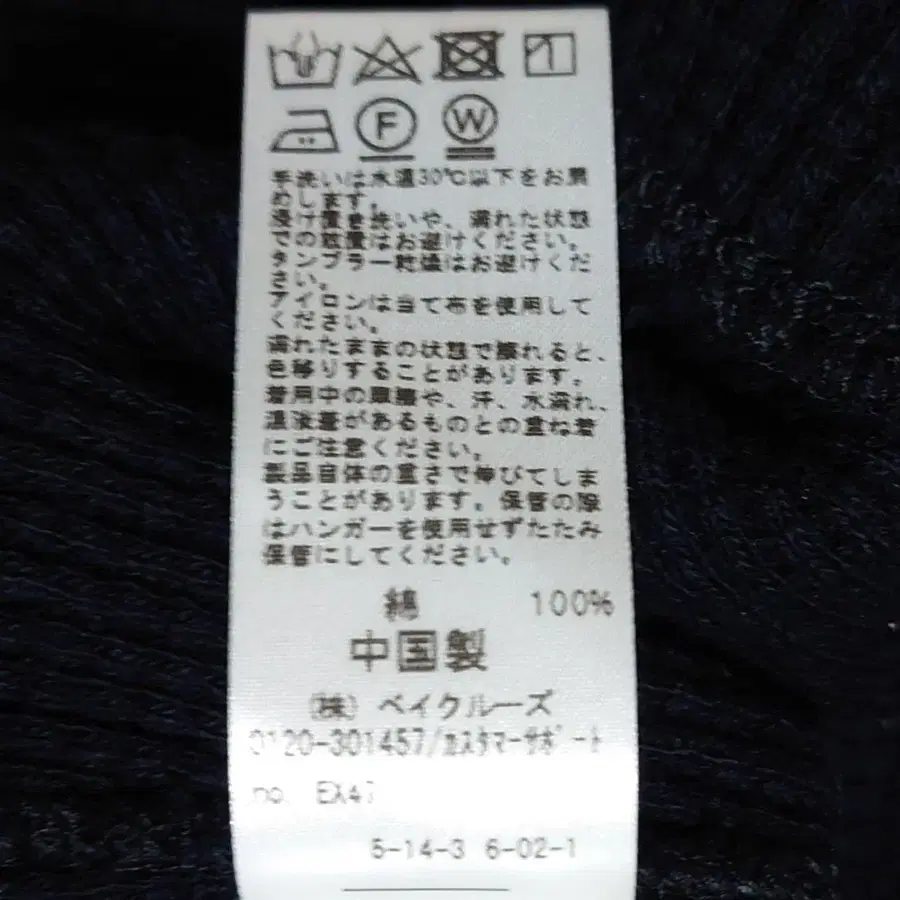 F W
手洗いは水温30℃以下をお奨
めします。
浸け置き洗いや、濡れた状態
での放置はお避けください。
タンブラー乾燥はお避けくだ
さい。
アイロンは当て布を使用して
ください。
濡れたままの状態で擦れると、
色移りすることがあります。
着用中の摩擦や、汗、水濡れ、
湿液着があるものとの重ね着
にご注意ください。
製品自体の重さで伸びてしま
うことがあります。保管の際
はハンガーを使用せずたたみ
保管にしてください。
綿 100%
中国製
(株) ベイクルーズ
0120-301457/カスタマーサポート
no. EX47
5-14-3 6-02-1